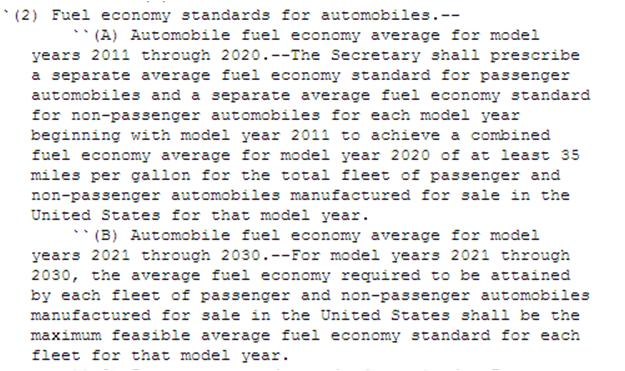 `(2) Fuel economy standards for automobiles.--
``(A) Automobile fuel economy average for model
years 2011 through 2020.--The Secretary shall prescribe
a separate average fuel economy standard for passenger
automobiles and a separate average fuel economy standard
for non-passenger automobiles for each model year
beginning with model year 2011 to achieve a combined
fuel economy average for model year 2020 of at least 35
miles per gallon for the total fleet of passenger and
non-passenger automobiles manufactured for sale in the
United States for that model year.
``(B) Automobile fuel economy average for model
years 2021 through 2030.--For model years 2021 through
2030, the average fuel economy required to be attained
by each fleet of passenger and non-passenger automobiles
manufactured for sale in the United States shall be the
maximum feasible average fuel economy standard for each
fleet for that model year.